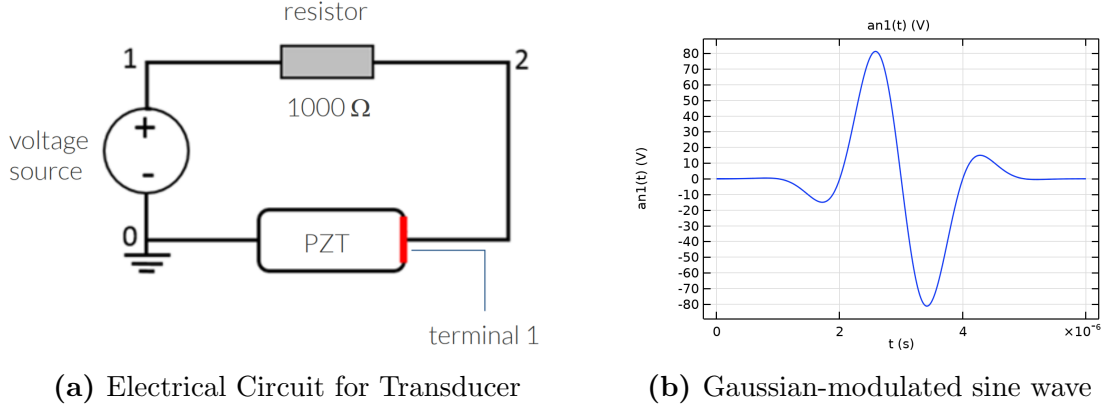 resistor
1
2
1000 Ω
+
voltage
source
-
0
PZT
terminal 1
an1(t) (V)
80
70
60
50
40
30
20
10
0
-10
-20
-30
-40
-50
-60
-70
-80
an1(t) (V)
0
2
4
×10⁻⁶
t (s)
(a) Electrical Circuit for Transducer
(b) Gaussian-modulated sine wave